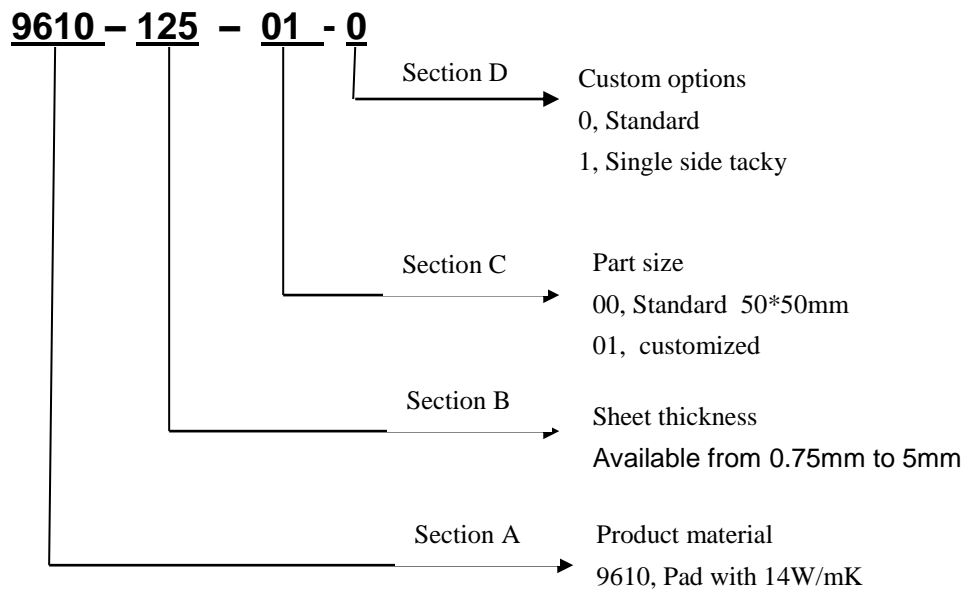 9610 – 125 – 01 - 0
Section D
Custom options
0, Standard
1, Single side tacky
Section C
Part size
00, Standard 50*50mm
01, customized
Section B
Sheet thickness
Available from 0.75mm to 5mm
Section A
Product material
9610, Pad with 14W/mK